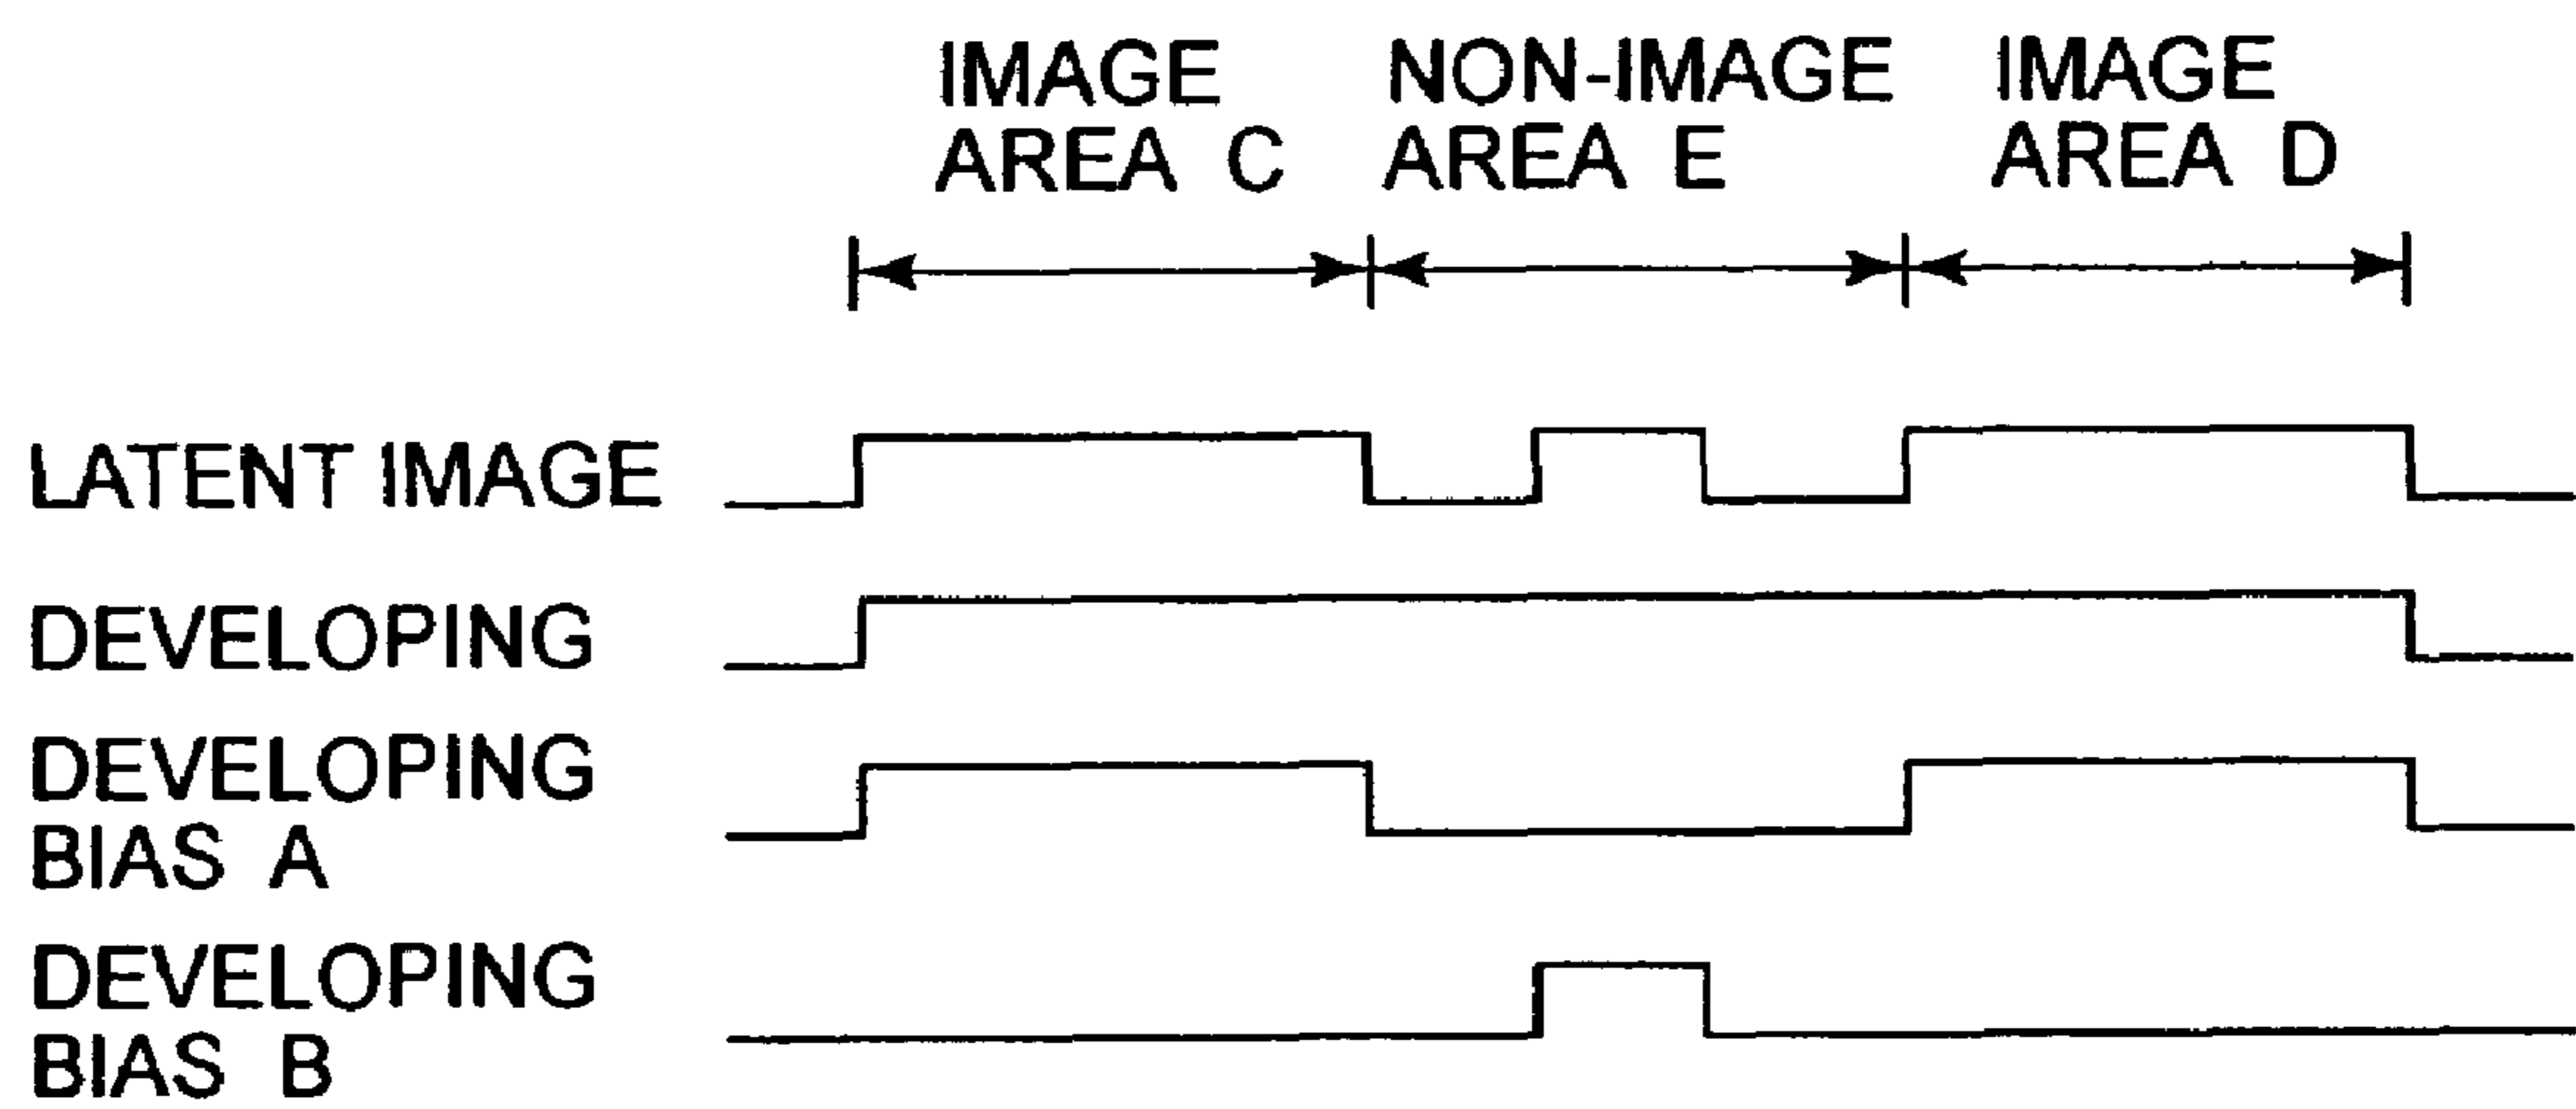 IMAGE
AREA C
NON-IMAGE
AREA E
IMAGE
AREA D
LATENT IMAGE
DEVELOPING
DEVELOPING
BIAS A
DEVELOPING
BIAS B